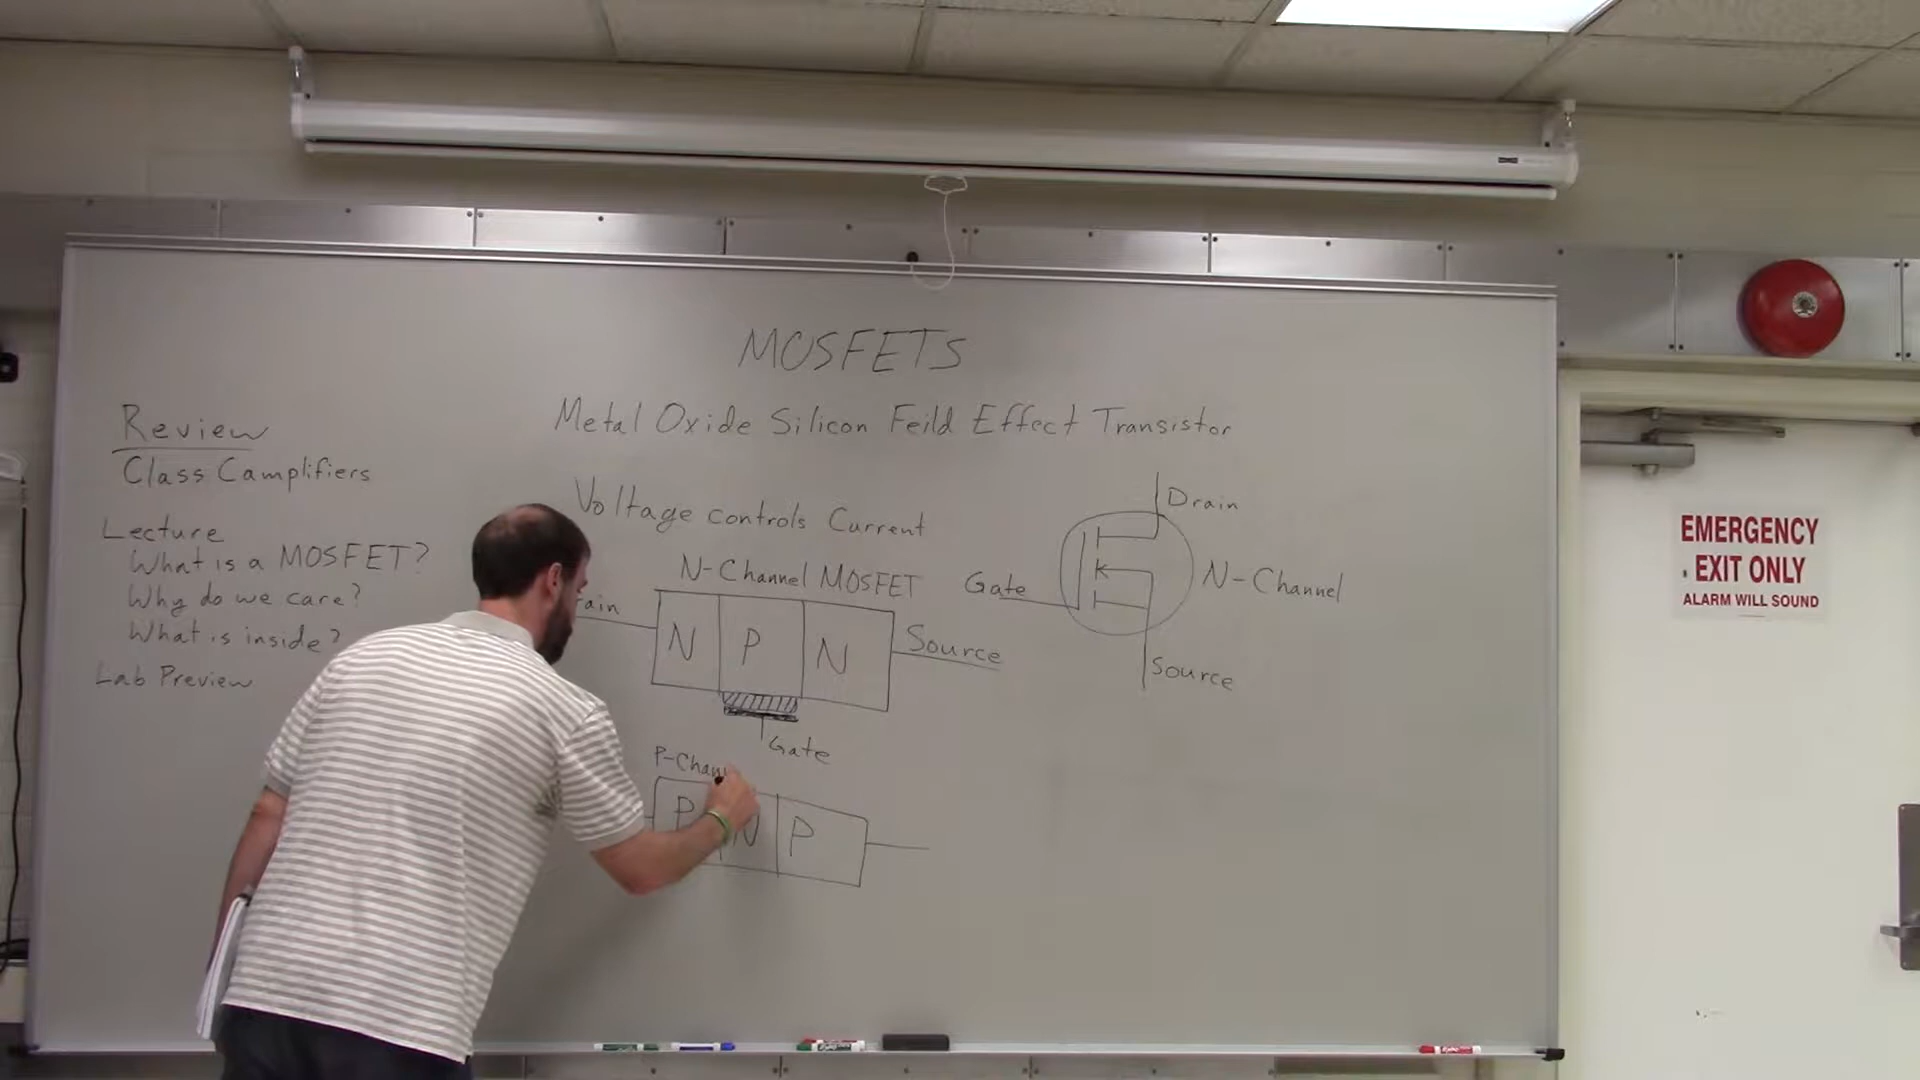 MOSFETS
Metal Oxide Silicon Feild Effect Transistor
Review
Class C amplifiers
Lecture
What is a MOSFET?
Why do we care?
What is inside?
Lab Preview
Voltage controls Current
N-Channel MOSFET
rain
N P N
Source
Gate
P-Chan
P N P
Drain
Gate
N-Channel
Source
EMERGENCY
EXIT ONLY
ALARM WILL SOUND